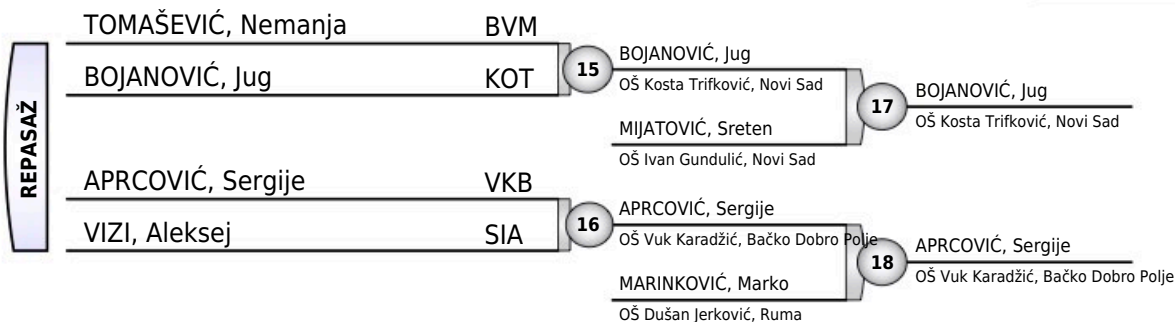 REPASAŽ
TOMAŠEVIĆ, Nemanja BVM
BOJANOVIĆ, Jug KOT
15
BOJANOVIĆ, Jug
OŠ Kosta Trifković, Novi Sad
MIJATOVIĆ, Sreten
OŠ Ivan Gundulić, Novi Sad
17
BOJANOVIĆ, Jug
OŠ Kosta Trifković, Novi Sad
APRCOVIĆ, Sergije VKB
VIZI, Aleksej SIA
16
APRCOVIĆ, Sergije
OŠ Vuk Karadžić, Bačko Dobro Polje
MARINKOVIĆ, Marko
OŠ Dušan Jerković, Ruma
18
APRCOVIĆ, Sergije
OŠ Vuk Karadžić, Bačko Dobro Polje